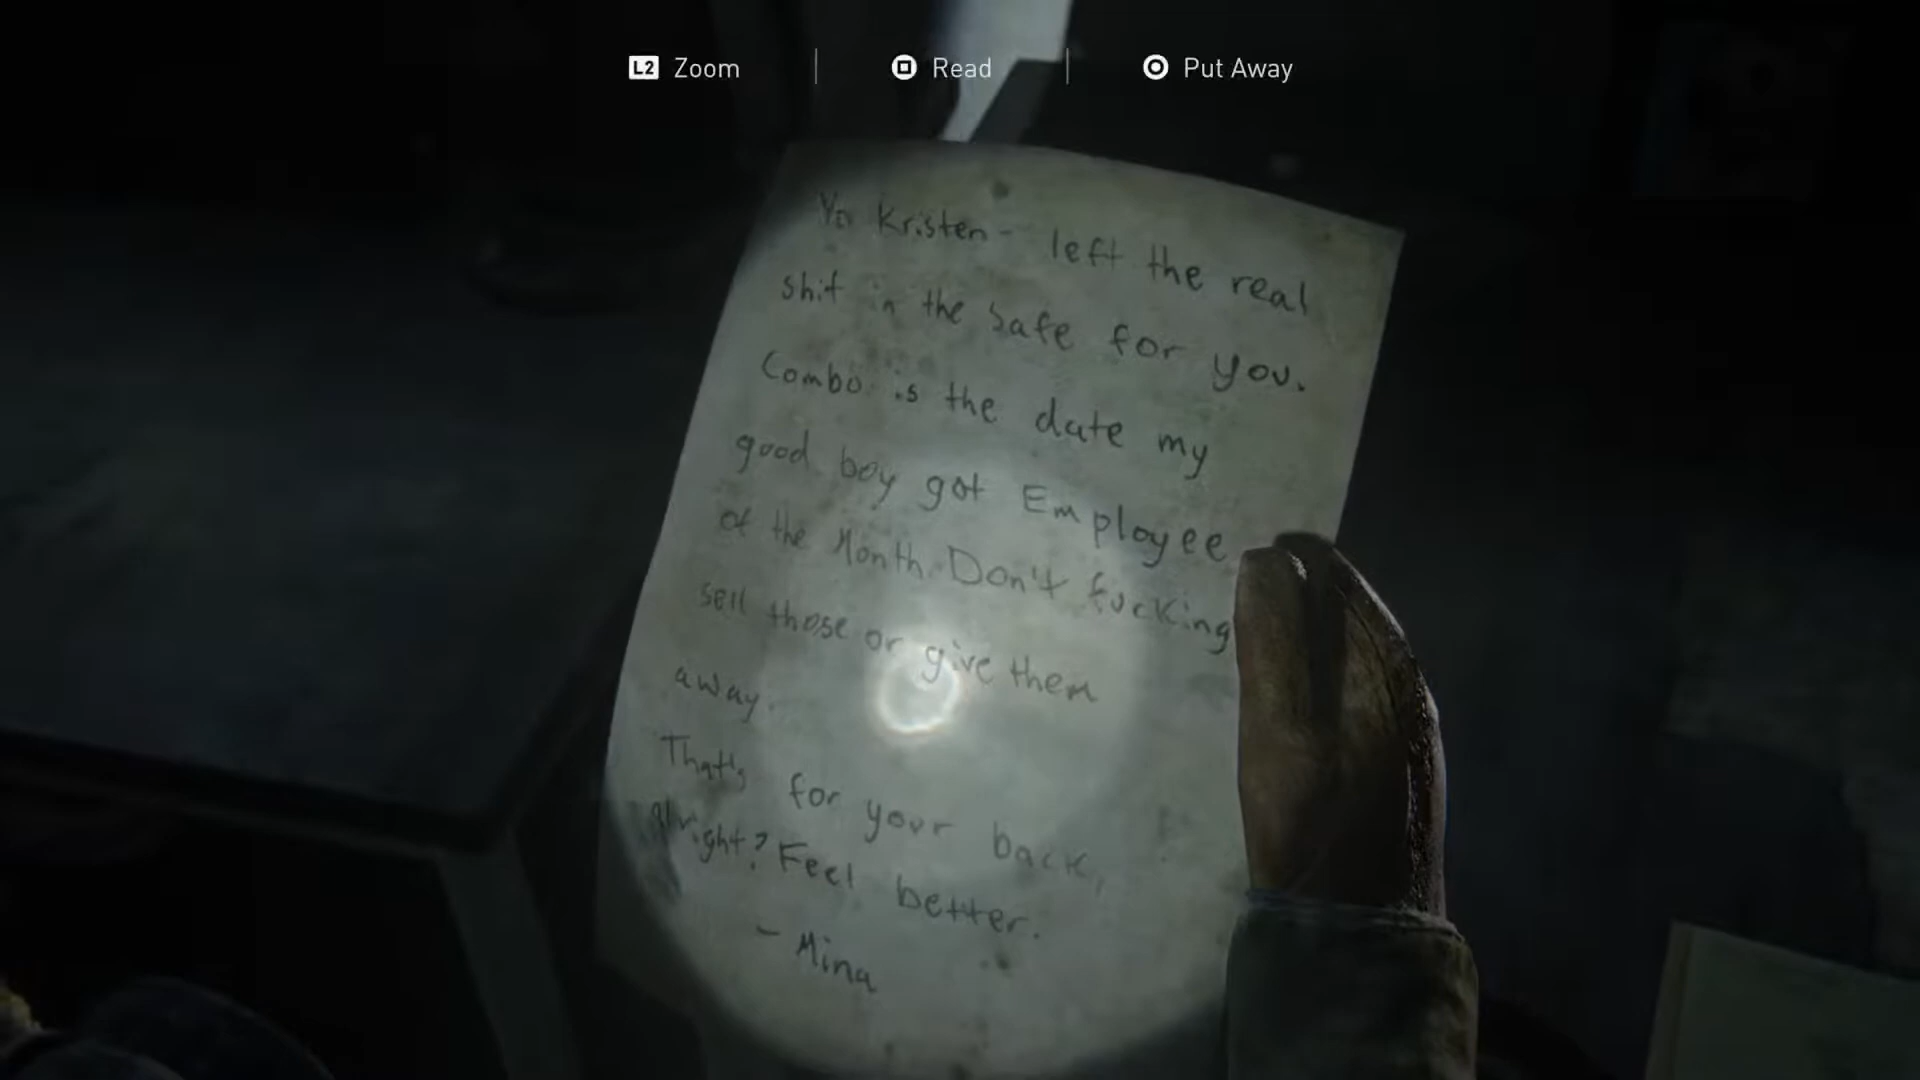 L2 Zoom | Read | Put Away
Yo Kristen- left the real
shit in the safe for you.
Combo is the date my
good boy got Employee
of the Month. Don't fucking
sell those or give them
away.
That's for your back,
alright? Feel better.
- Mina